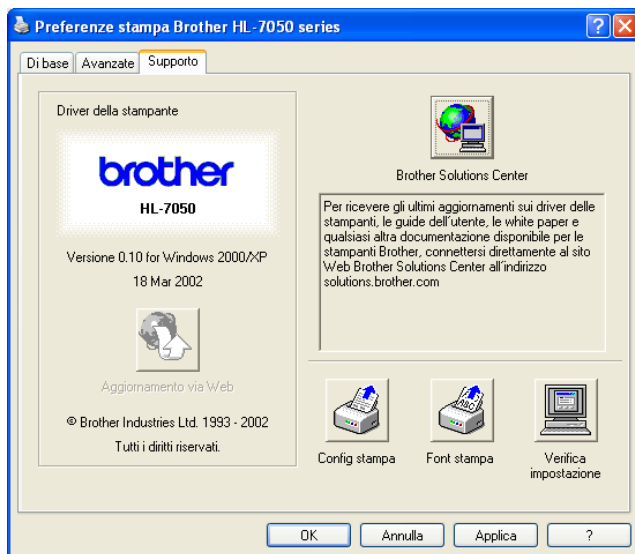 Preferenze stampa Brother HL-7050 series
?
Di base
Avanzate
Supporto
Driver della stampante
brother
HL-7050
Versione 0.10 for Windows 2000/XP
18 Mar 2002
Aggiornamento via Web
© Brother Industries Ltd. 1993 - 2002
Tutti i diritti riservati.
Brother Solutions Center
Per ricevere gli ultimi aggiornamenti sui driver delle
stampanti, le guide dell'utente, le white paper e
qualsiasi altra documentazione disponibile per le
stampanti Brother, connettersi direttamente al sito
Web Brother Solutions Center all'indirizzo
solutions.brother.com
Config stampa
Font stampa
Verifica
impostazione
OK
Annulla
Applica
?